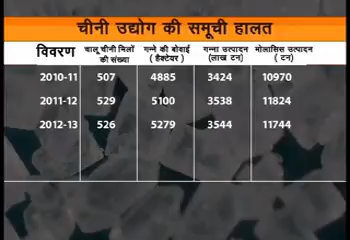 चीनी उद्योग की समूची हालत
विवरण चालू चीनी मिलों की संख्या गन्ने की बोवाई ( हैक्टेयर ) गन्ना उत्पादन (लाख टन) मोलासिस उत्पादन ( टन)
2010-11 507 4885 3424 10970
2011-12 529 5100 3538 11824
2012-13 526 5279 3544 11744